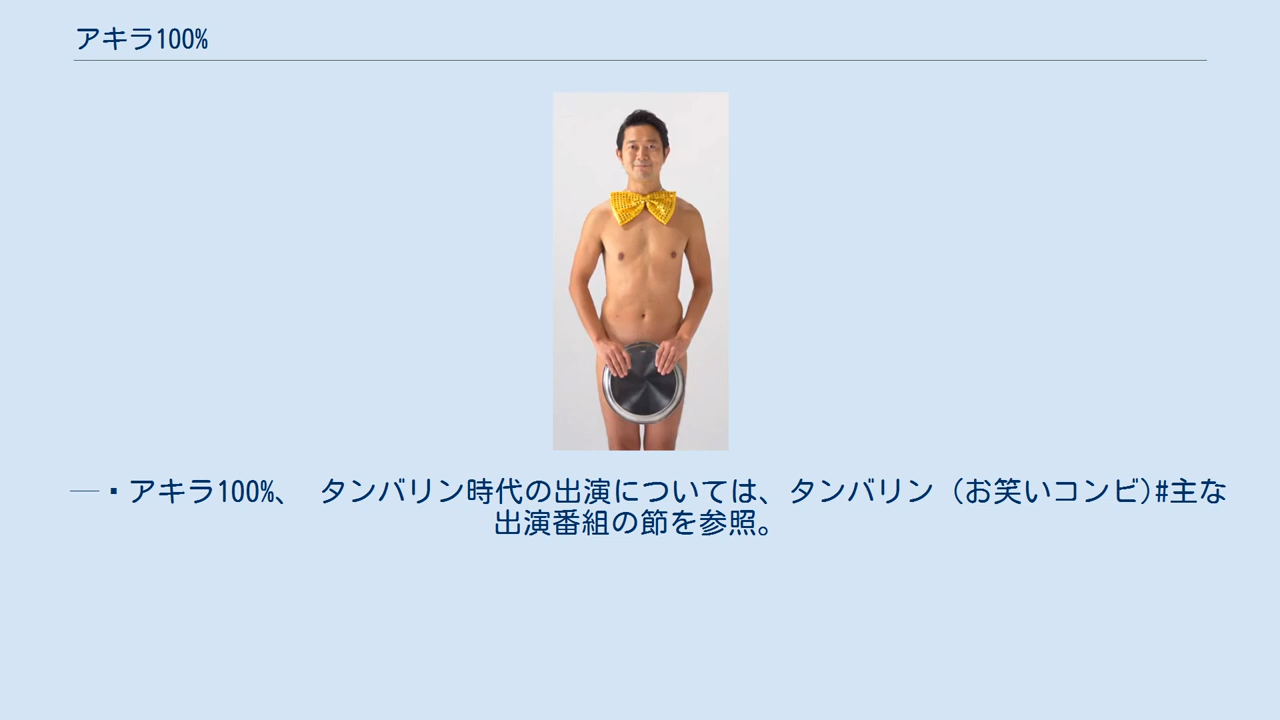 アキラ100%
―▪アキラ100%、 タンバリン時代の出演については、タンバリン (お笑いコンビ)#主な
出演番組の節を参照。